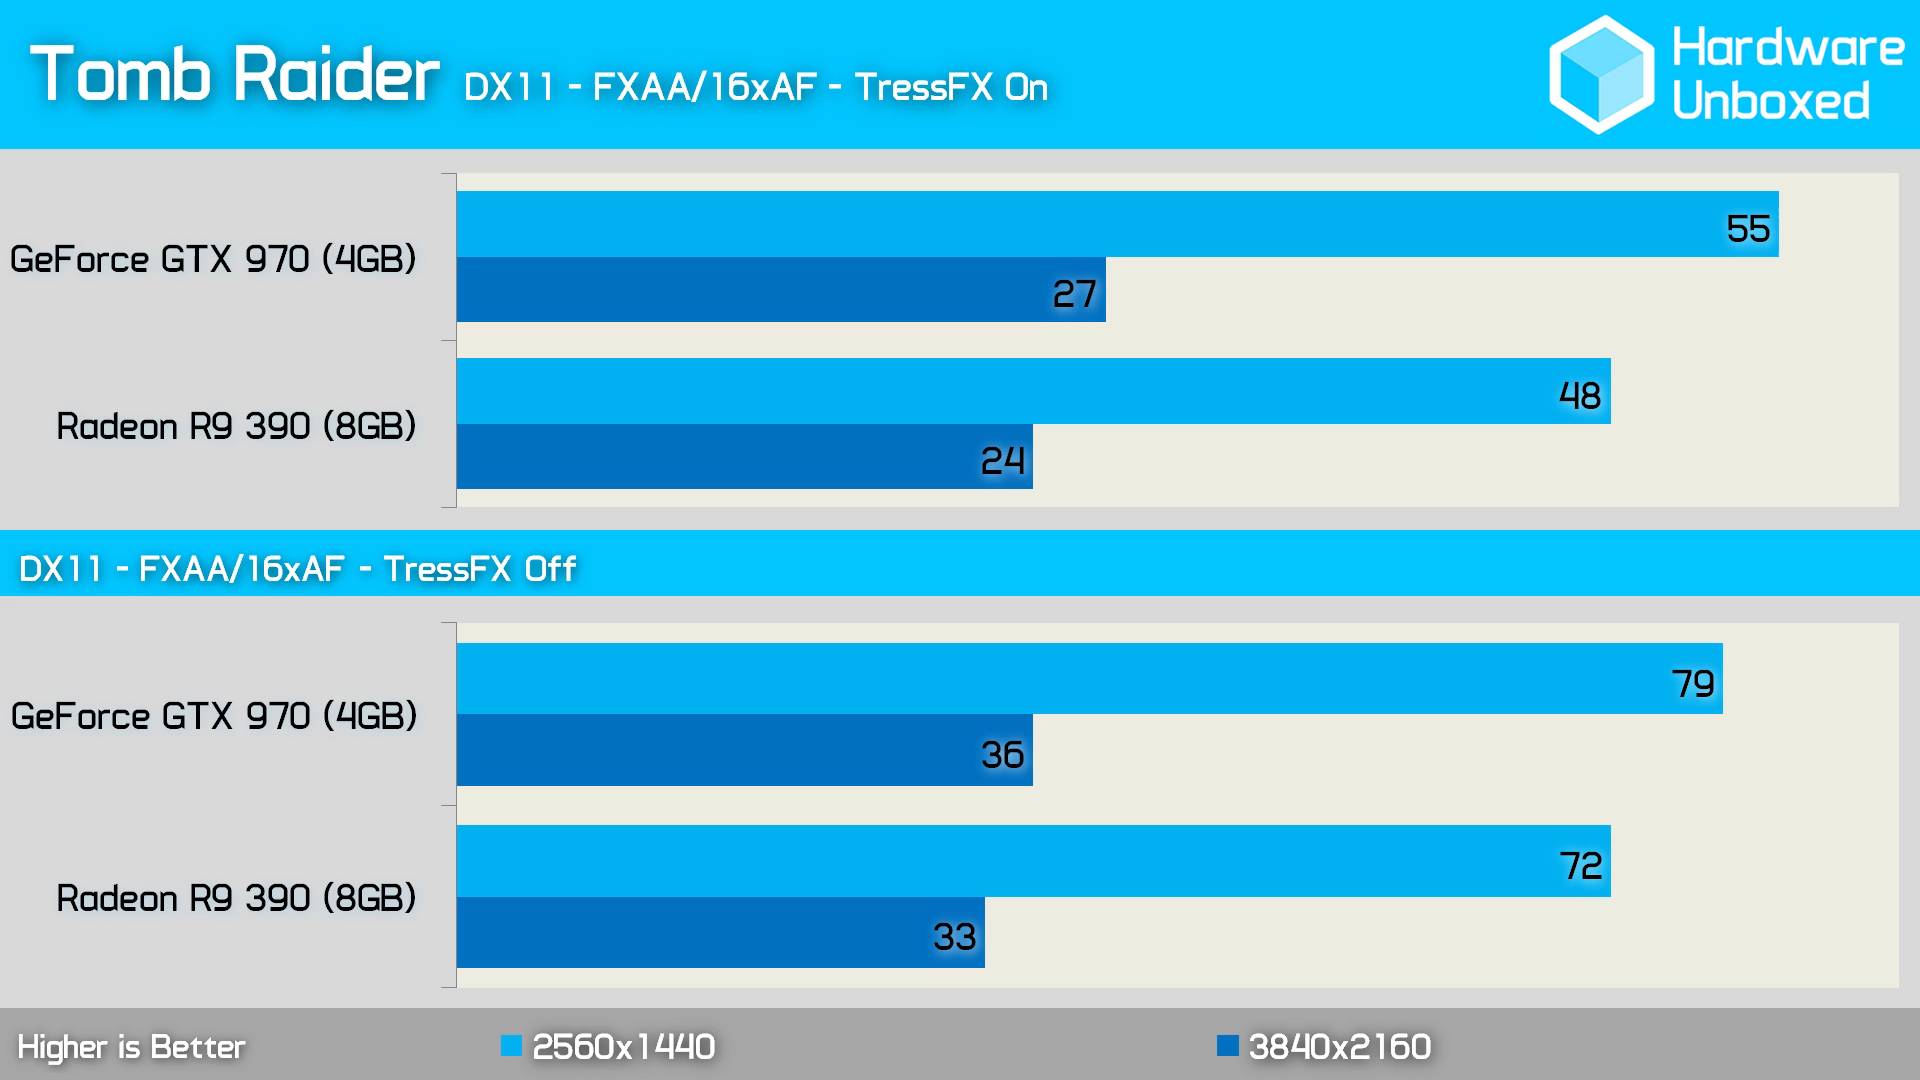 Tomb Raider DX11 - FXAA/16xAF - TressFX On
Hardware
Unboxed
GeForce GTX 970 (4GB)
55
27
Radeon R9 390 (8GB)
48
24
DX11 - FXAA/16xAF - TressFX Off
GeForce GTX 970 (4GB)
79
36
Radeon R9 390 (8GB)
72
33
Higher is Better
2560x1440
3840x2160